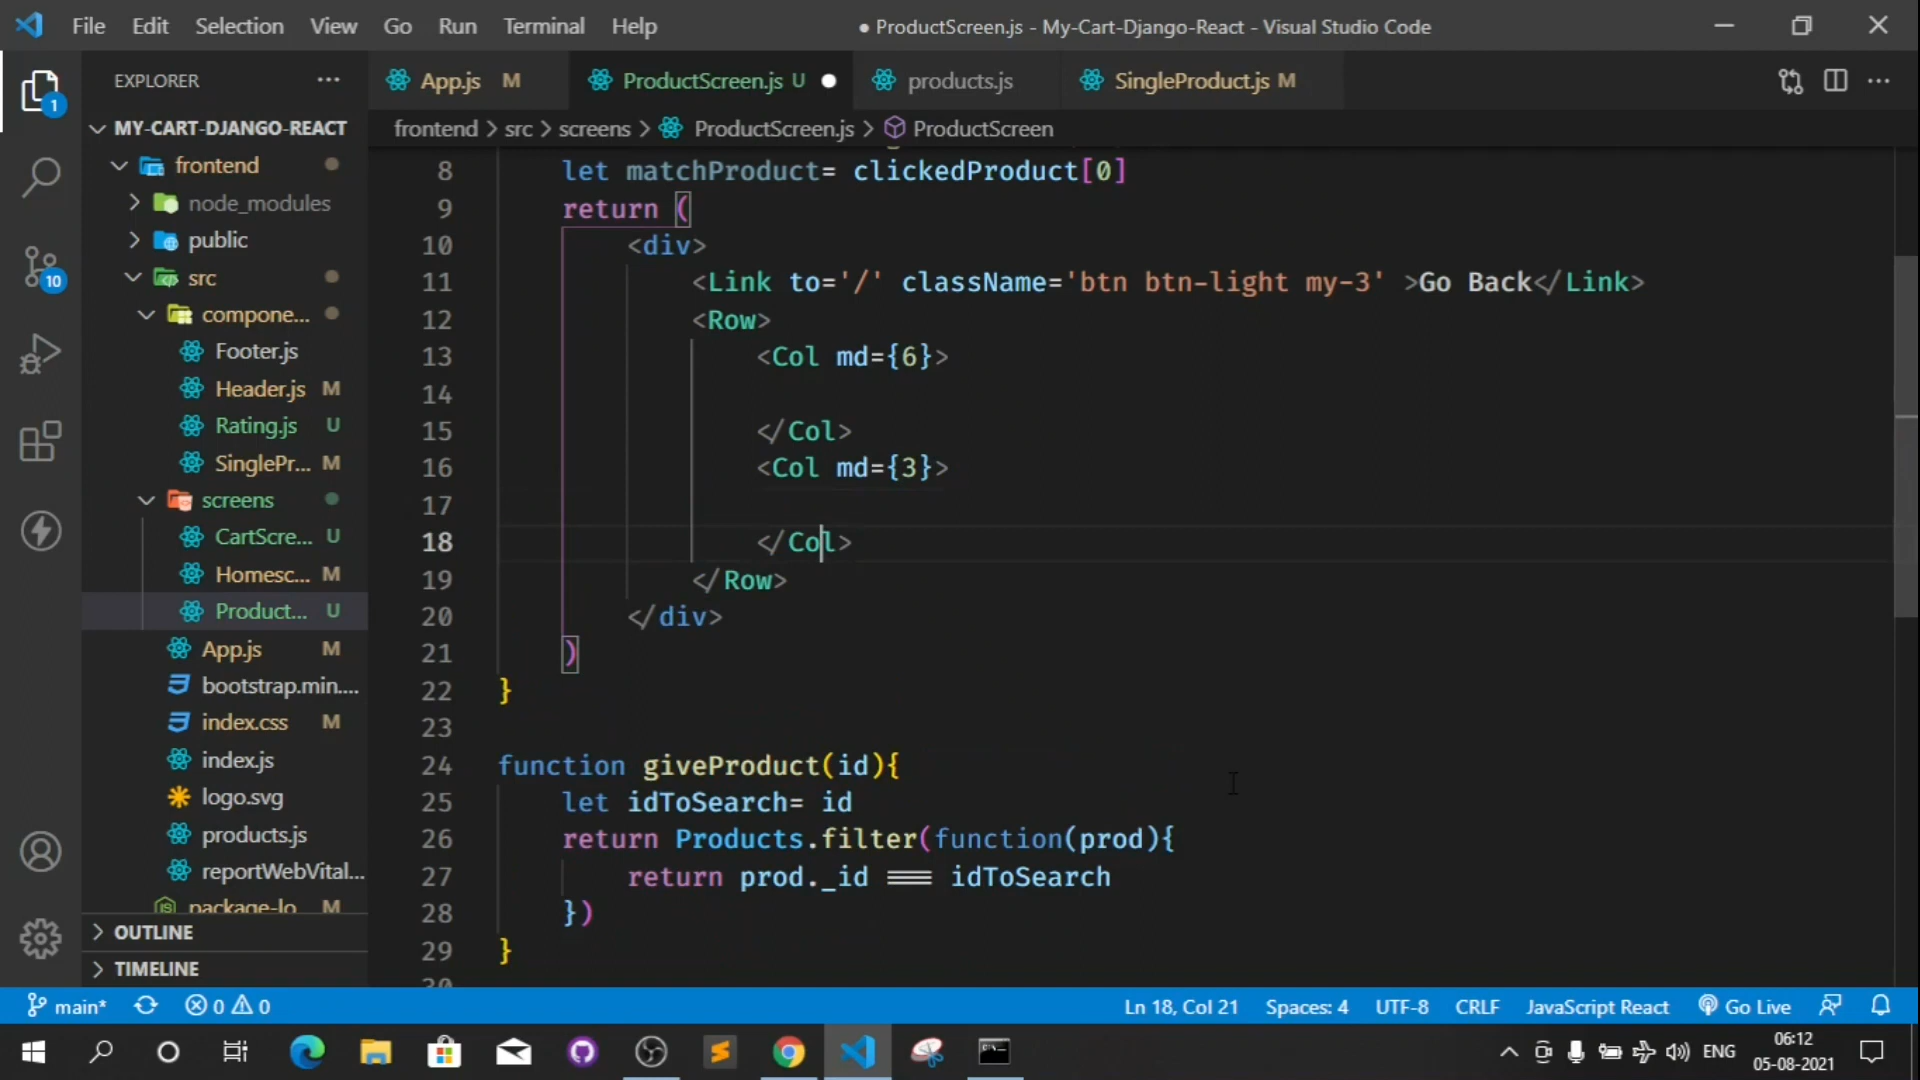 File Edit Selection View Go Run Terminal Help
● ProductScreen.js - My-Cart-Django-React - Visual Studio Code
EXPLORER
App.js M
ProductScreen.js U
products.js
SingleProduct.js M
frontend > src > screens > ProductScreen.js > ProductScreen
MY-CART-DJANGO-REACT
frontend
node_modules
public
src
compone...
Footer.js
Header.js M
Rating.js U
SinglePr... M
screens
CartScre... U
Homesc... M
Product... U
App.js M
bootstrap.min....
index.css M
index.js
logo.svg
products.js
reportWebVital...
package-lo M
OUTLINE
TIMELINE
1
10
8 let matchProduct= clickedProduct[0]
9 return (
10 <div>
11 <Link to='/' className='btn btn-light my-3' >Go Back</Link>
12 <Row>
13 <Col md={6}>
14
15 </Col>
16 <Col md={3}>
17
18 </Col>
19 </Row>
20 </div>
21 )
22 }
23
24 function giveProduct(id){
25 let idToSearch= id
26 return Products.filter(function(prod){
27 return prod._id === idToSearch
28 })
29 }
main* 0 0
Ln 18, Col 21 Spaces: 4 UTF-8 CRLF JavaScript React Go Live
ENG
06:12
05-08-2021